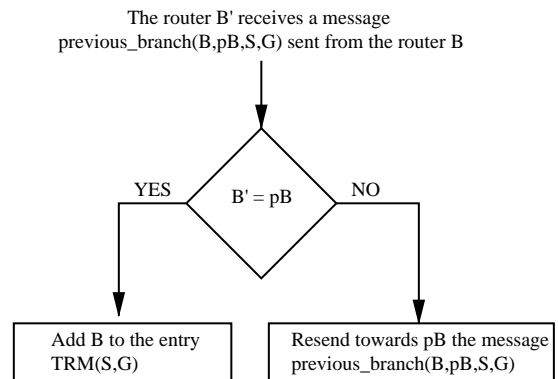 The router B' receives a message
previous_branch(B,pB,S,G) sent from the router B
YES
B' = pB
NO
Add B to the entry
TRM(S,G)
Resend towards pB the message
previous_branch(B,pB,S,G)